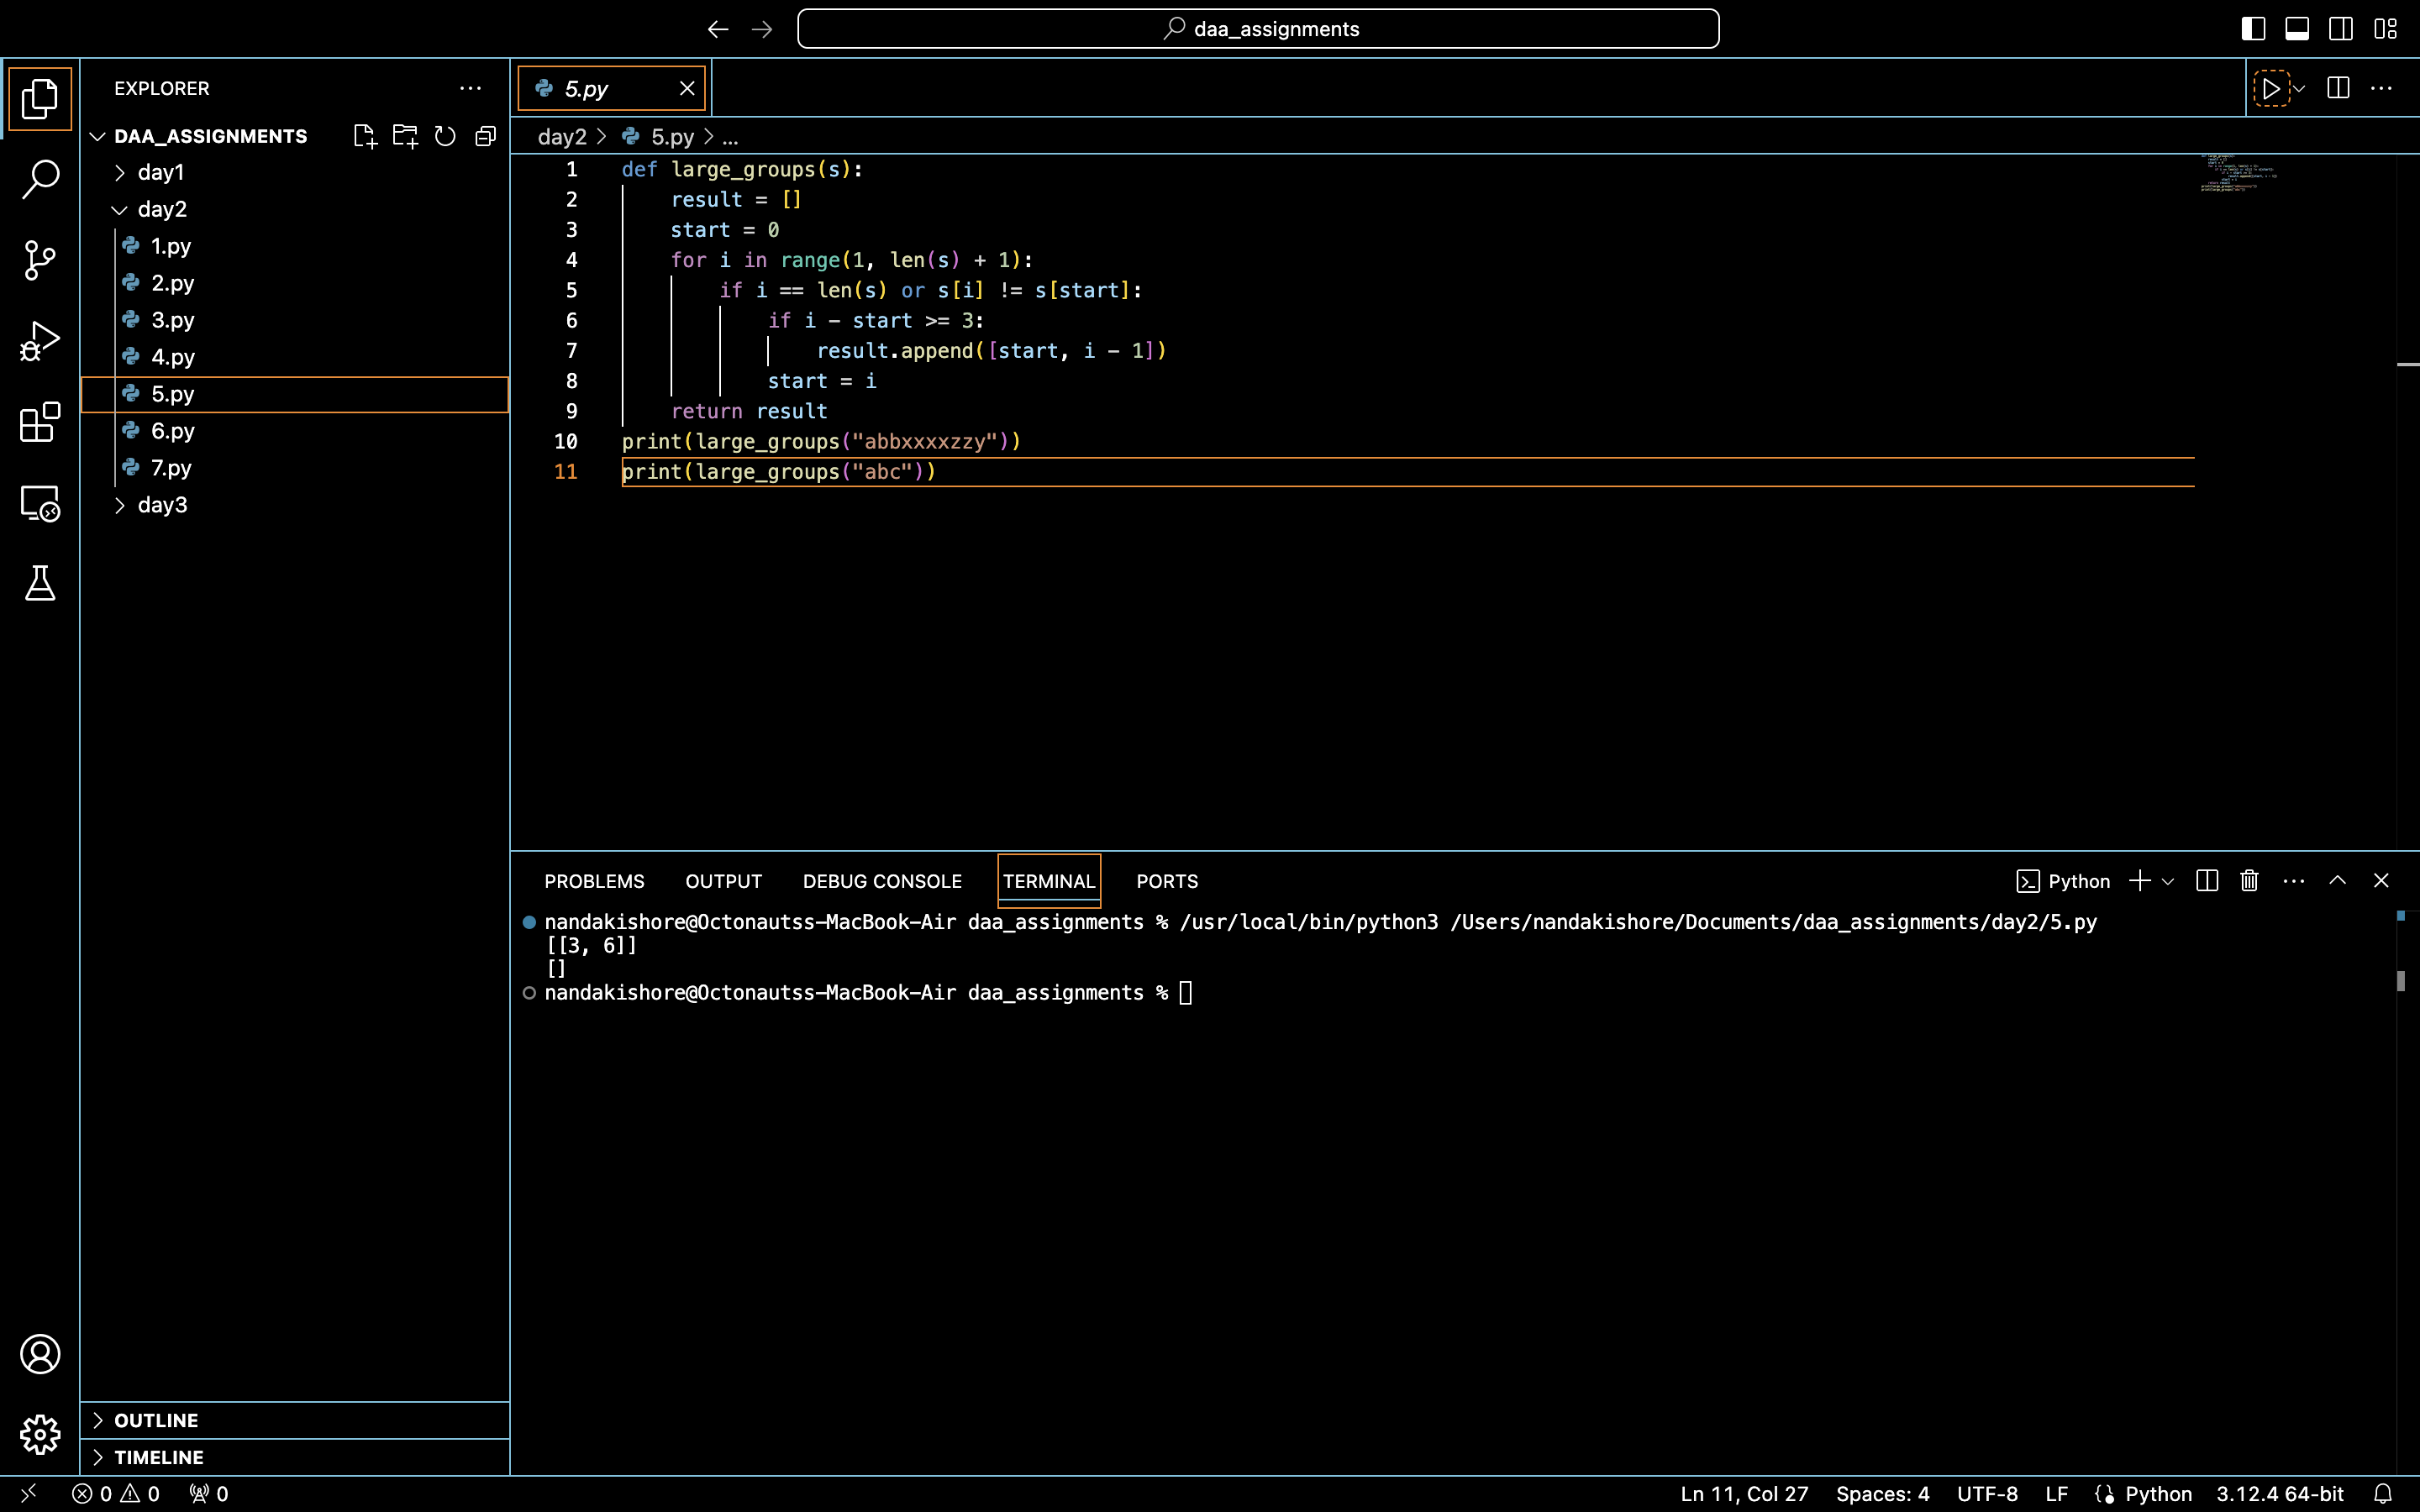 daa_assignments
EXPLORER
DAA_ASSIGNMENTS
day1
day2
1.py
2.py
3.py
4.py
5.py
6.py
7.py
day3
OUTLINE
TIMELINE
5.py
day2 > 5.py > ...
1 def large_groups(s):
2     result = []
3     start = 0
4     for i in range(1, len(s) + 1):
5         if i == len(s) or s[i] != s[start]:
6             if i - start >= 3:
7                 result.append([start, i - 1])
8             start = i
9     return result
10 print(large_groups("abbxxxxzzy"))
11 print(large_groups("abc"))
PROBLEMS OUTPUT DEBUG CONSOLE TERMINAL PORTS Python
nandakishore@Octonautss-MacBook-Air daa_assignments % /usr/local/bin/python3 /Users/nandakishore/Documents/daa_assignments/day2/5.py
[[3, 6]]
[]
nandakishore@Octonautss-MacBook-Air daa_assignments %
0 0 0 Ln 11, Col 27 Spaces: 4 UTF-8 LF Python 3.12.4 64-bit